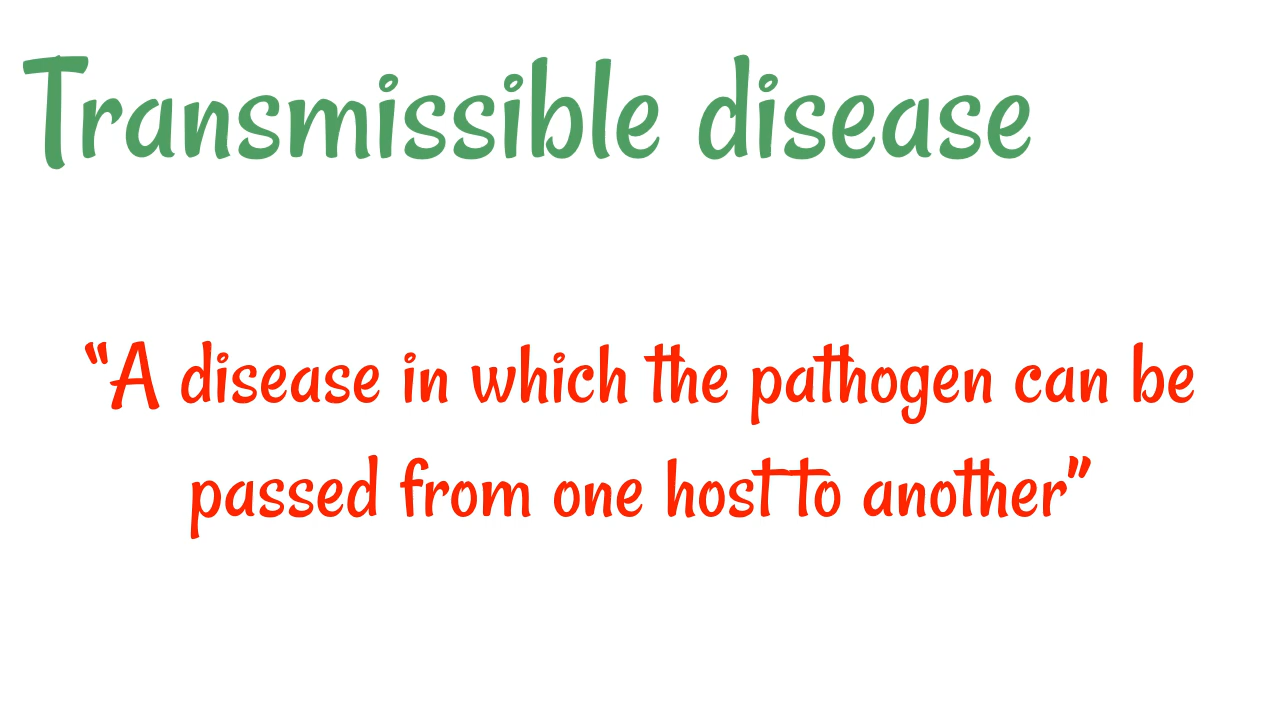 Transmissible disease
“A disease in which the pathogen can be
passed from one host to another”